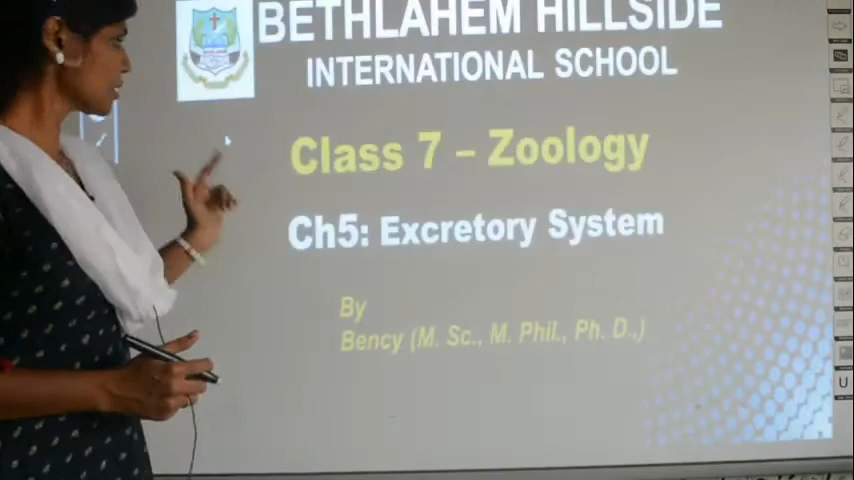 BETHLAHEM HILLSIDE
INTERNATIONAL SCHOOL
Class 7 – Zoology
Ch5: Excretory System
By
Bency (M. Sc., M. Phil., Ph. D.,)